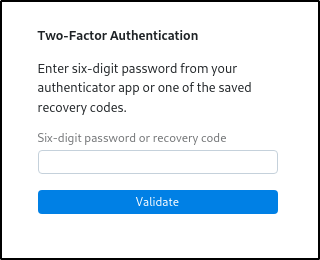 Two-Factor Authentication
Enter six-digit password from your
authenticator app or one of the saved
recovery codes.
Six-digit password or recovery code
Validate